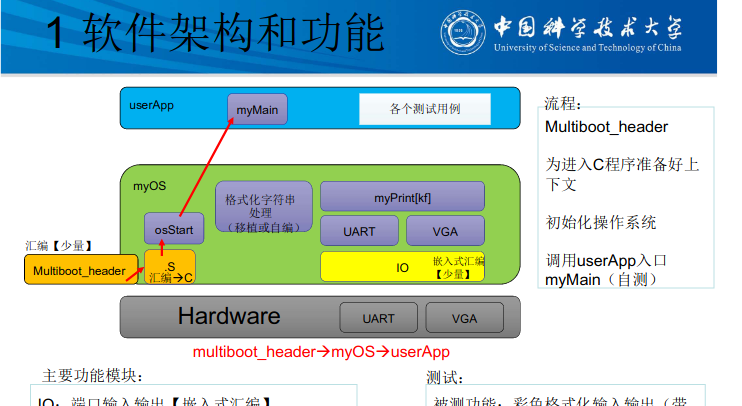 1 软件架构和功能
中国科学技术大学
University of Science and Technology of China
userApp
myMain
各个测试用例
流程：
Multiboot_header
为进入C程序准备好上
下文
初始化操作系统
调用userApp入口
myMain（自测）
myOS
格式化字符串
处理
（移植或自编）
myPrint[kf]
osStart
UART
VGA
汇编【少量】
Multiboot_header
.S
汇编→C
IO
嵌入式汇编
【少量】
Hardware
UART
VGA
multiboot_header→myOS→userApp
主要功能模块：
测试：
IO：端口输入输出【嵌入式汇编】
被测功能：彩色格式化输入输出（带